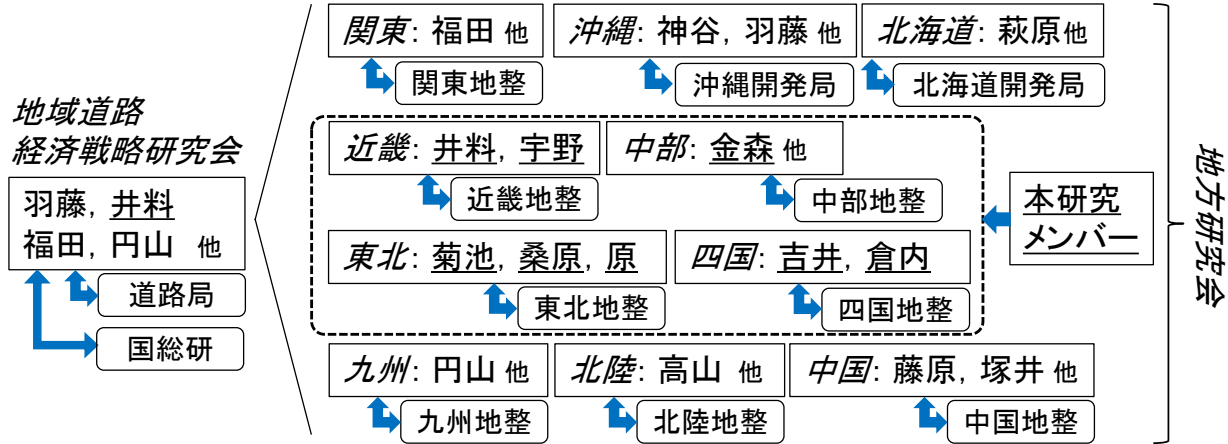 地域道路
経済戦略研究会
羽藤, 井料
福田, 円山 他
道路局
国総研
関東: 福田 他
関東地整
沖縄: 神谷, 羽藤 他
沖縄開発局
北海道: 萩原他
北海道開発局
近畿: 井料, 宇野
近畿地整
中部: 金森 他
中部地整
東北: 菊池, 桑原, 原
東北地整
四国: 吉井, 倉内
四国地整
九州: 円山 他
九州地整
北陸: 高山 他
北陸地整
中国: 藤原, 塚井 他
中国地整
本研究
メンバー
地方研究会